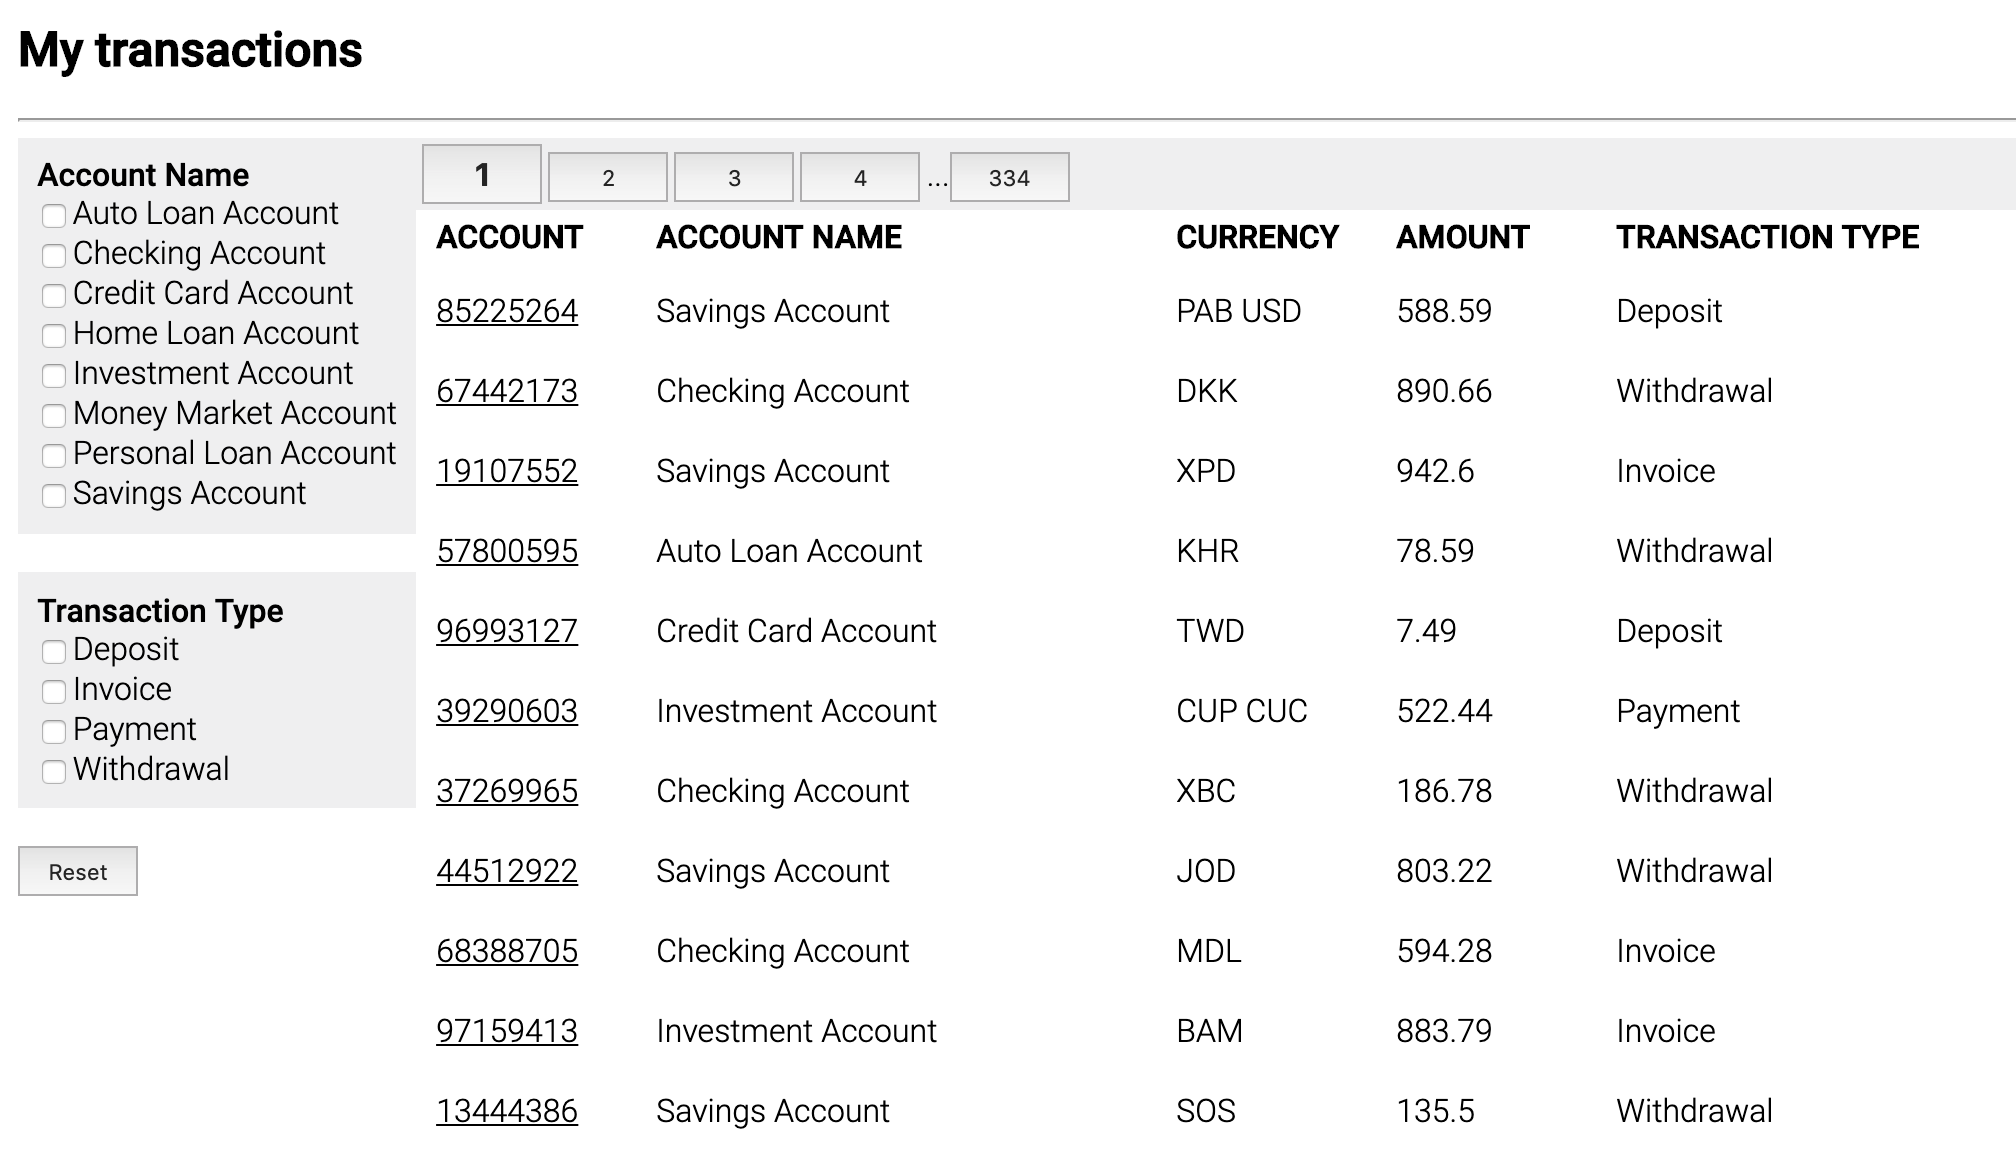 My transactions
Account Name
Auto Loan Account
Checking Account
Credit Card Account
Home Loan Account
Investment Account
Money Market Account
Personal Loan Account
Savings Account
Transaction Type
Deposit
Invoice
Payment
Withdrawal
Reset
1 2 3 4 ... 334
ACCOUNT ACCOUNT NAME CURRENCY AMOUNT TRANSACTION TYPE
85225264 Savings Account PAB USD 588.59 Deposit
67442173 Checking Account DKK 890.66 Withdrawal
19107552 Savings Account XPD 942.6 Invoice
57800595 Auto Loan Account KHR 78.59 Withdrawal
96993127 Credit Card Account TWD 7.49 Deposit
39290603 Investment Account CUP CUC 522.44 Payment
37269965 Checking Account XBC 186.78 Withdrawal
44512922 Savings Account JOD 803.22 Withdrawal
68388705 Checking Account MDL 594.28 Invoice
97159413 Investment Account BAM 883.79 Invoice
13444386 Savings Account SOS 135.5 Withdrawal